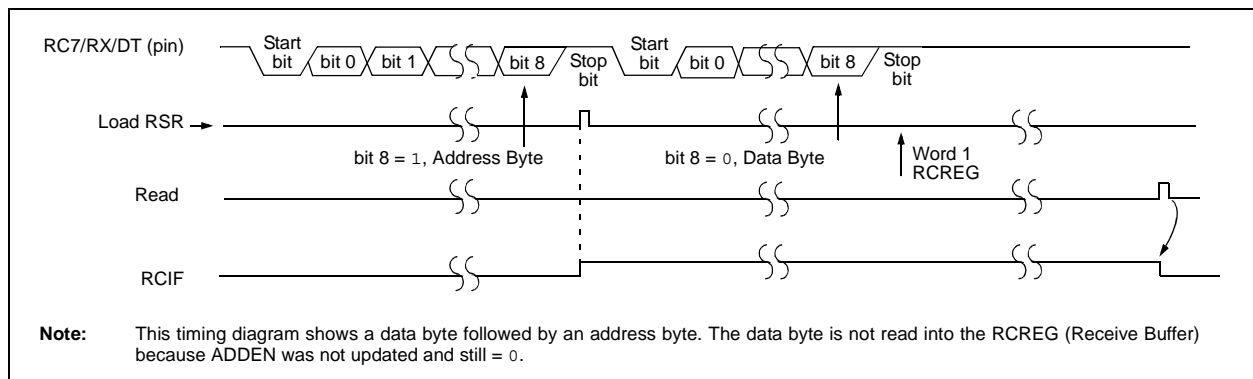 RC7/RX/DT (pin)
Start bit
bit 0
bit 1
bit 8
Stop bit
Start bit
bit 0
bit 8
Stop bit
Load RSR
bit 8 = 1, Address Byte
bit 8 = 0, Data Byte
Word 1
RCREG
Read
RCIF
Note: This timing diagram shows a data byte followed by an address byte. The data byte is not read into the RCREG (Receive Buffer)
because ADDEN was not updated and still = 0.